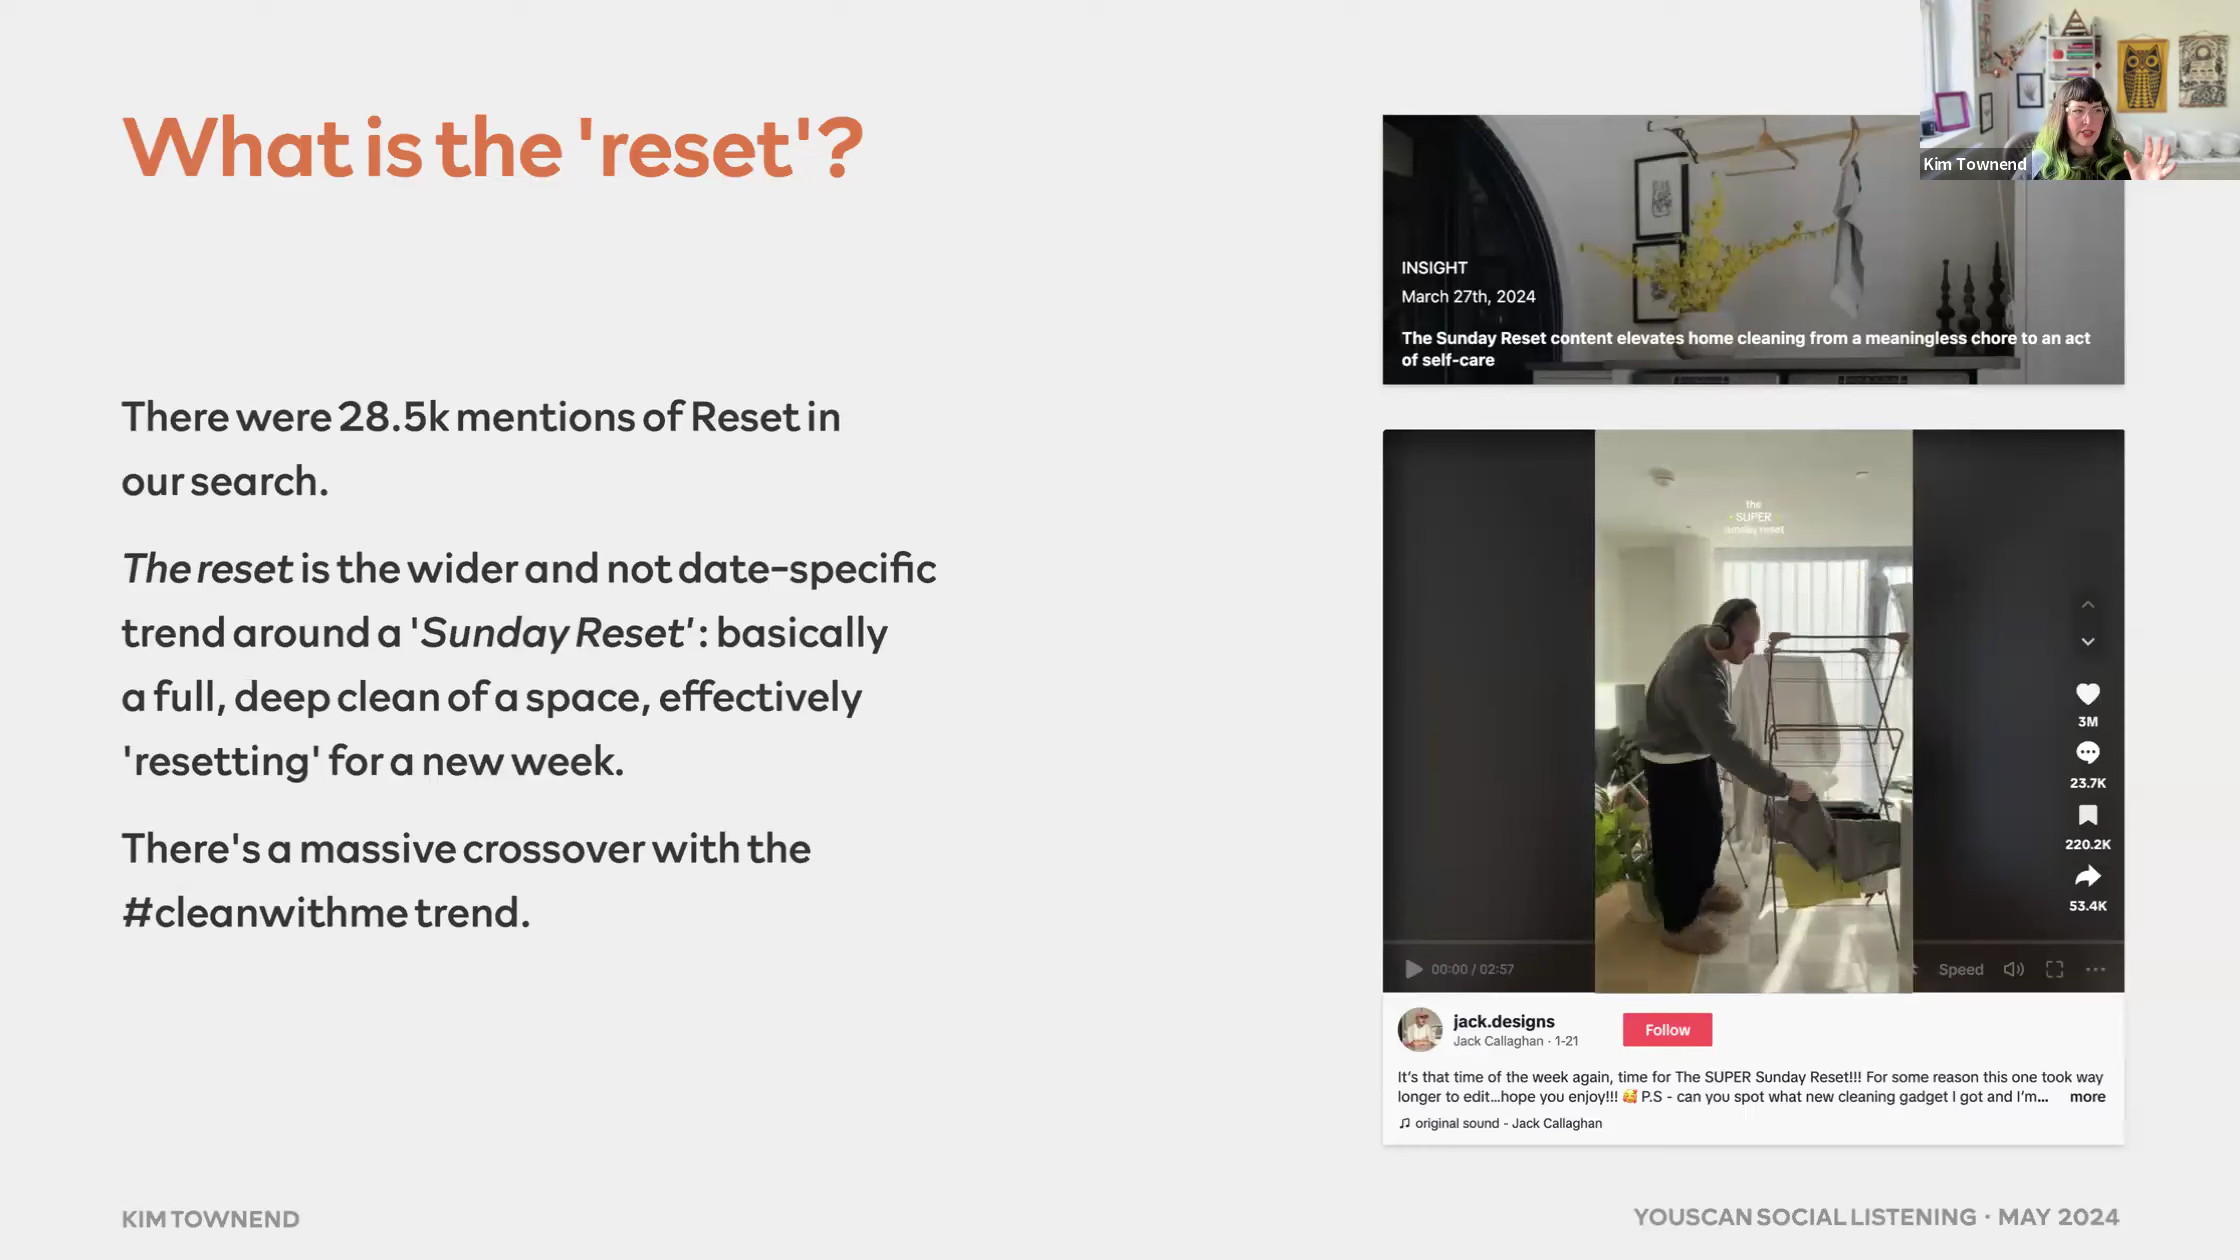 What is the 'reset'?
There were 28.5k mentions of Reset in
our search.
The reset is the wider and not date-specific
trend around a 'Sunday Reset': basically
a full, deep clean of a space, effectively
'resetting' for a new week.
There's a massive crossover with the
#cleanwithme trend.
Kim Townend
INSIGHT
March 27th, 2024
The Sunday Reset content elevates home cleaning from a meaningless chore to an act
of self-care
the
SUPER
sunday reset
3M
23.7K
220.2K
53.4K
00:00 / 02:57
Speed
jack.designs
Jack Callaghan · 1-21
Follow
It's that time of the week again, time for The SUPER Sunday Reset!!! For some reason this one took way
longer to edit...hope you enjoy!!! 🥰 P.S - can you spot what new cleaning gadget I got and I'm... more
♫ original sound - Jack Callaghan
KIM TOWNEND
YOUSCAN SOCIAL LISTENING · MAY 2024